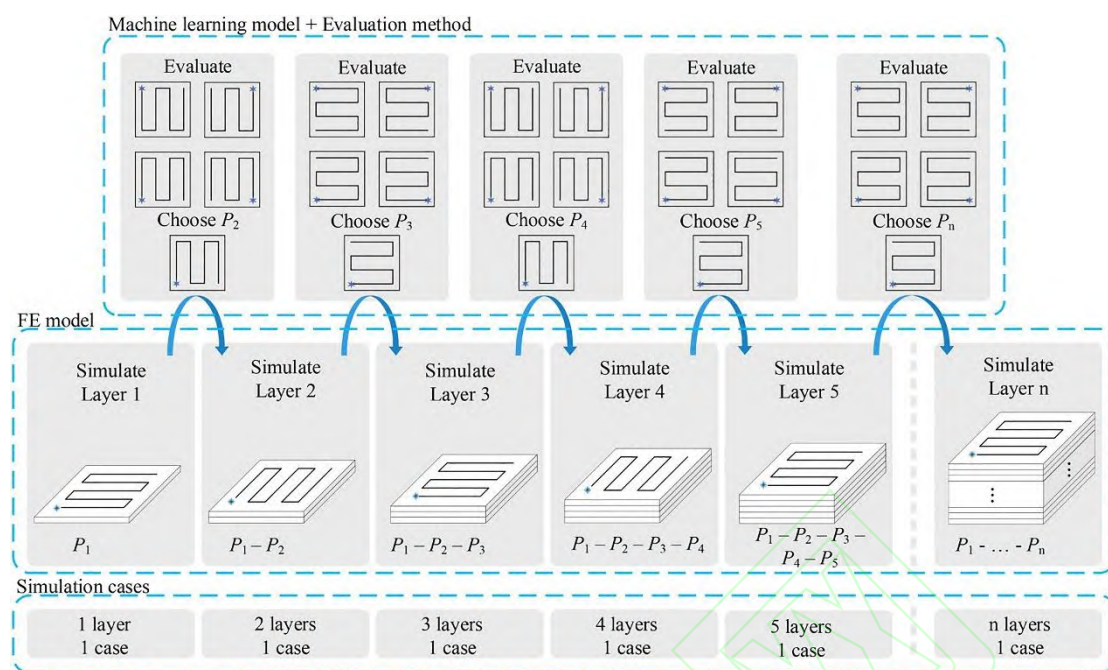 Machine learning model + Evaluation method
Evaluate
Evaluate
Evaluate
Evaluate
Evaluate
Choose P2
Choose P3
Choose P4
Choose P5
Choose Pn
FE model
Simulate
Layer 1
Simulate
Layer 2
Simulate
Layer 3
Simulate
Layer 4
Simulate
Layer 5
Simulate
Layer n
P1
P1 – P2
P1 – P2 – P3
P1 – P2 – P3 – P4
P1 – P2 – P3 –
P4 – P5
P1 - … - Pn
Simulation cases
1 layer
1 case
2 layers
1 case
3 layers
1 case
4 layers
1 case
5 layers
1 case
n layers
1 case